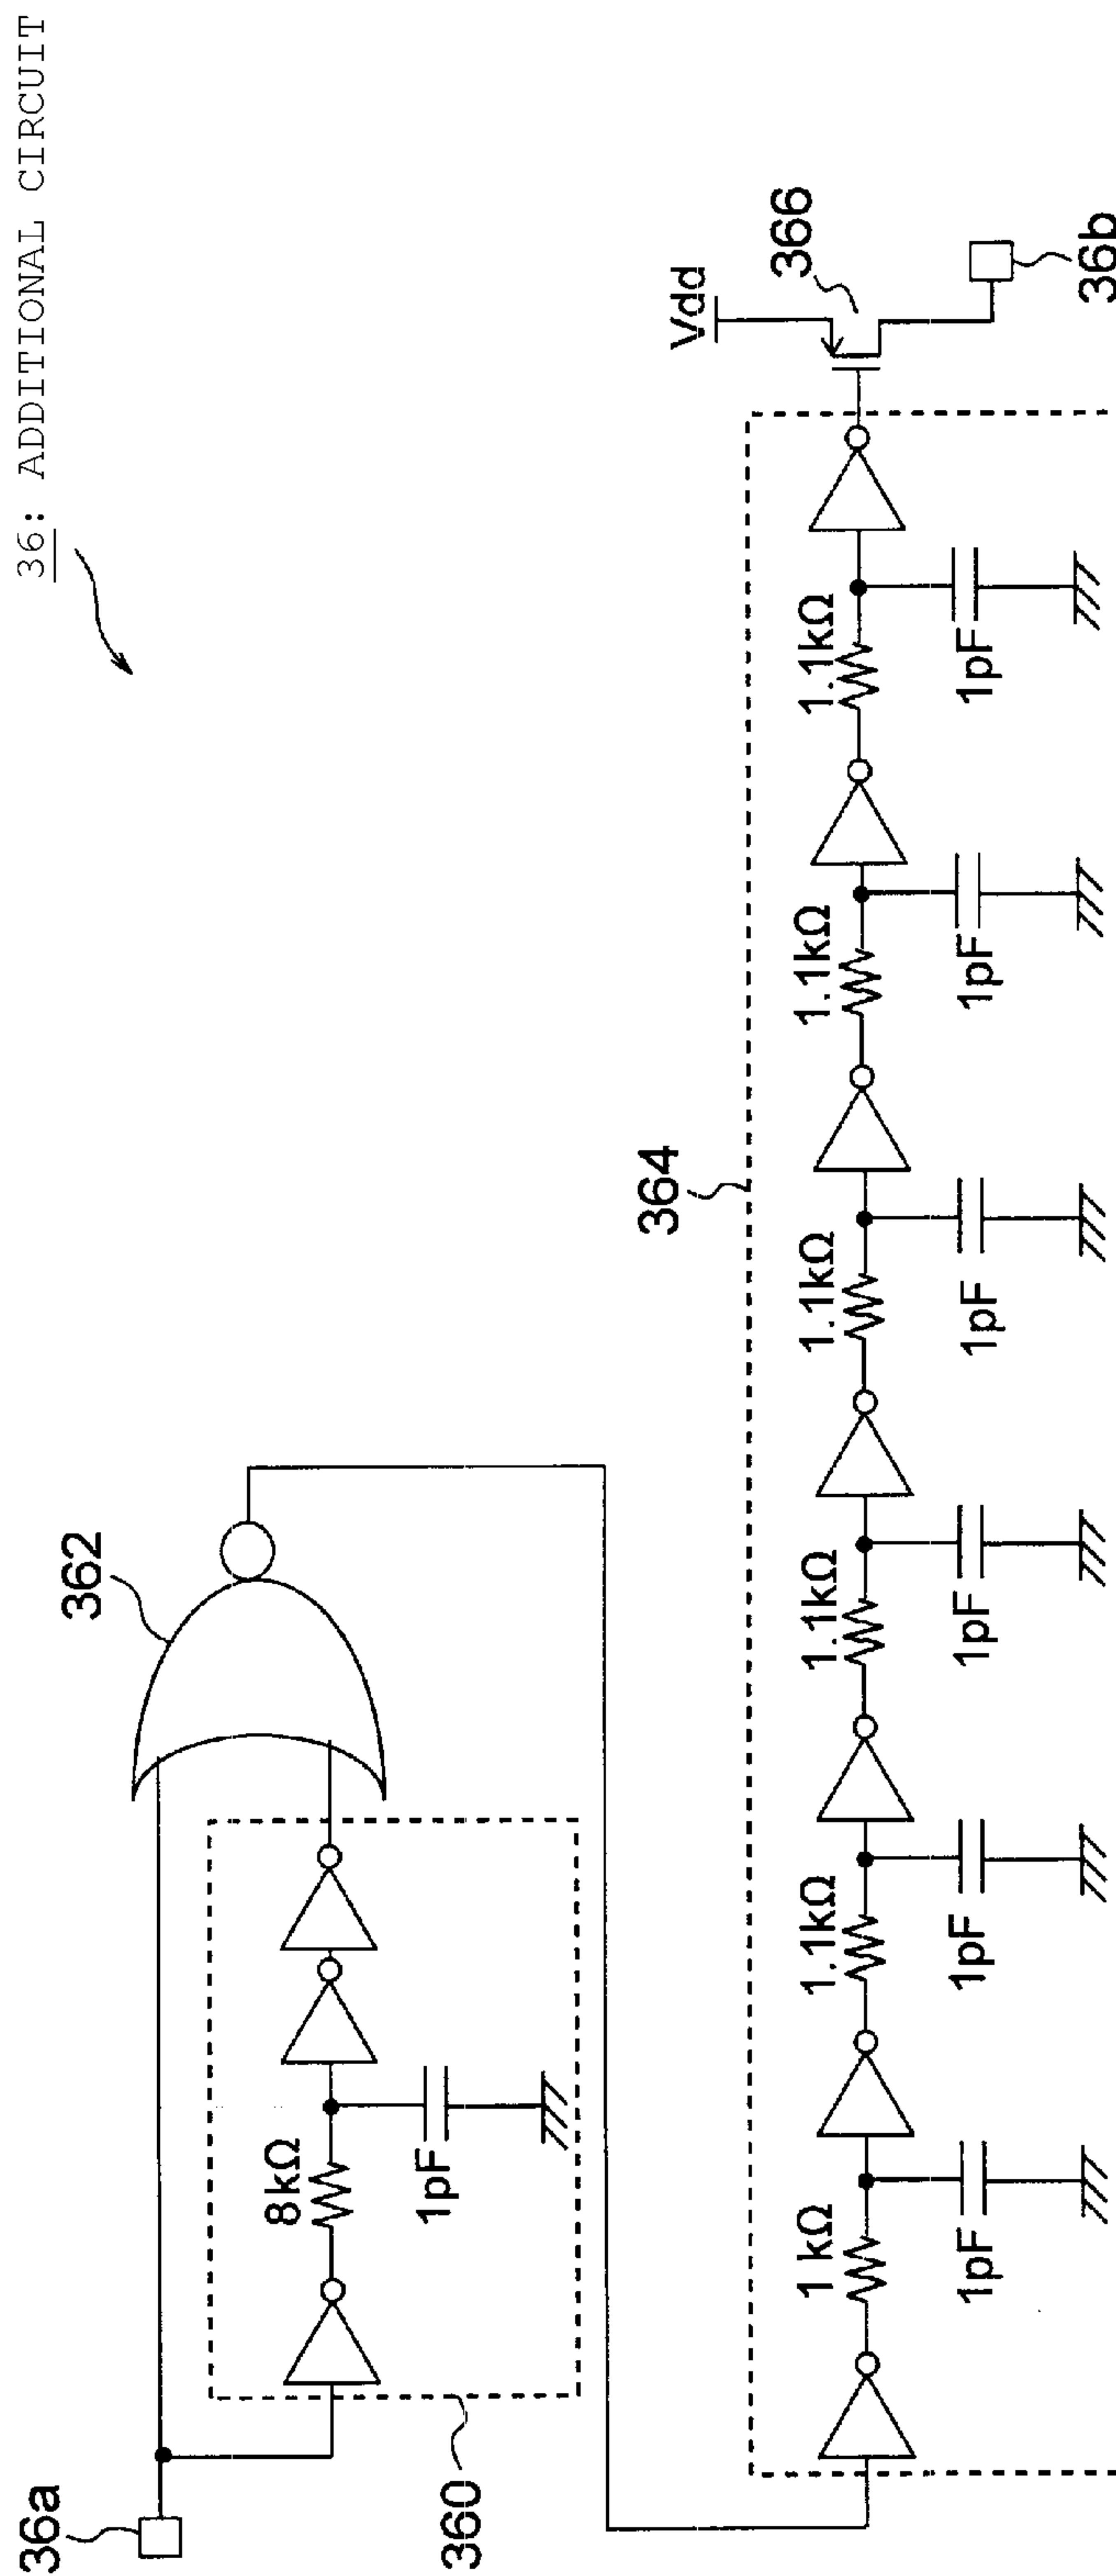 36: ADDITIONAL CIRCUIT
36a
362
360
8kΩ
1pF
364
Vdd
366
36b
1 kΩ
1.1kΩ
1.1kΩ
1.1kΩ
1.1kΩ
1.1kΩ
1pF
1pF
1pF
1pF
1pF
1pF